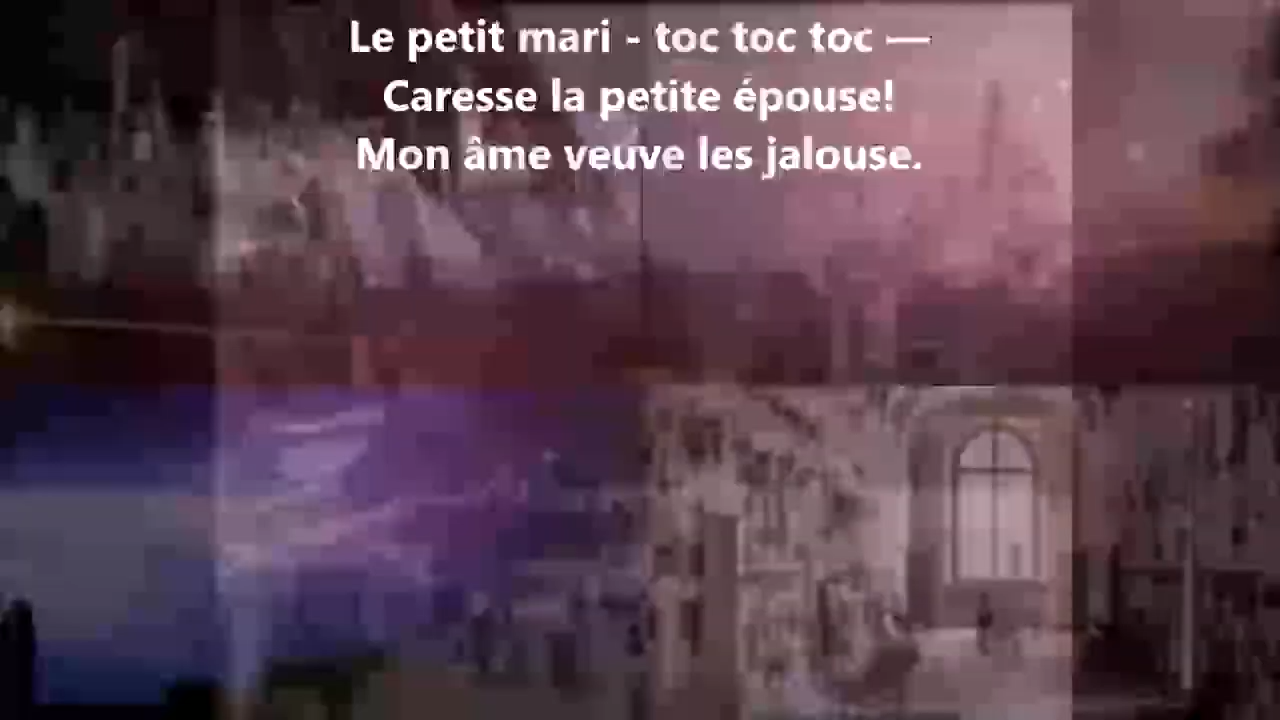 Le petit mari - toc toc toc —
Caresse la petite épouse!
Mon âme veuve les jalouse.